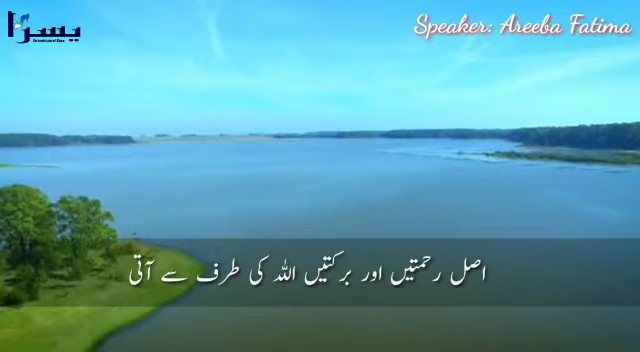 Speaker: Areeba Fatima
یسرا
اصل رحمتیں اور برکتیں اللہ کی طرف سے آتی